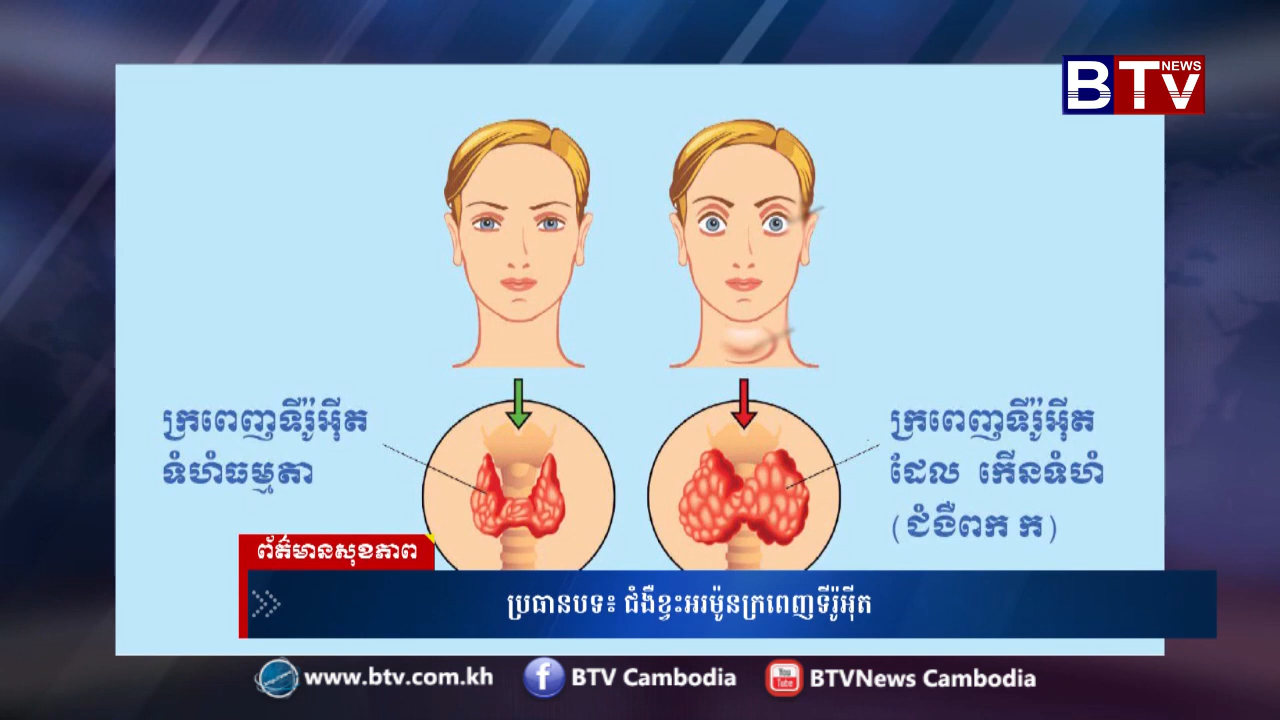 BTV NEWS
ក្រពេញទីរ៉ូអ៊ីត
ទំហំធម្មតា
ក្រពេញទីរ៉ូអ៊ីត
ដែល កើនទំហំ
(ជំងឺពក ក)
ព័ត៌មានសុខភាព
ប្រធានបទ៖ ជំងឺខ្វះអរម៉ូនក្រពេញទីរ៉ូអ៊ីត
www.btv.com.kh
BTV Cambodia
You Tube
BTVNews Cambodia